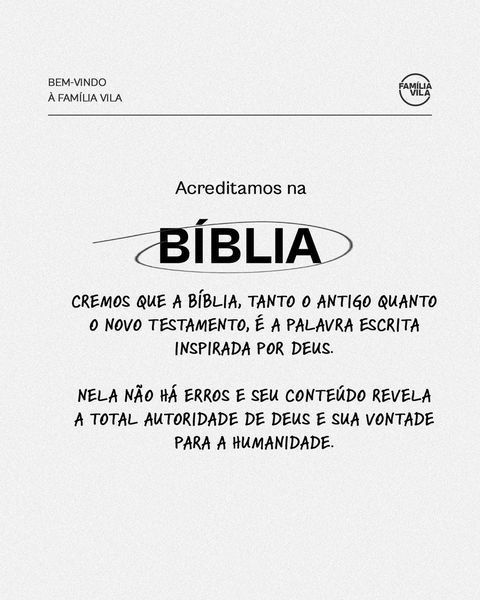 BEM-VINDO
À FAMÍLIA VILA
FAMÍLIA
VILA
Acreditamos na
BÍBLIA
CREMOS QUE A BÍBLIA, TANTO O ANTIGO QUANTO
O NOVO TESTAMENTO, É A PALAVRA ESCRITA
INSPIRADA POR DEUS.
NELA NÃO HÁ ERROS E SEU CONTEÚDO REVELA
A TOTAL AUTORIDADE DE DEUS E SUA VONTADE
PARA A HUMANIDADE.